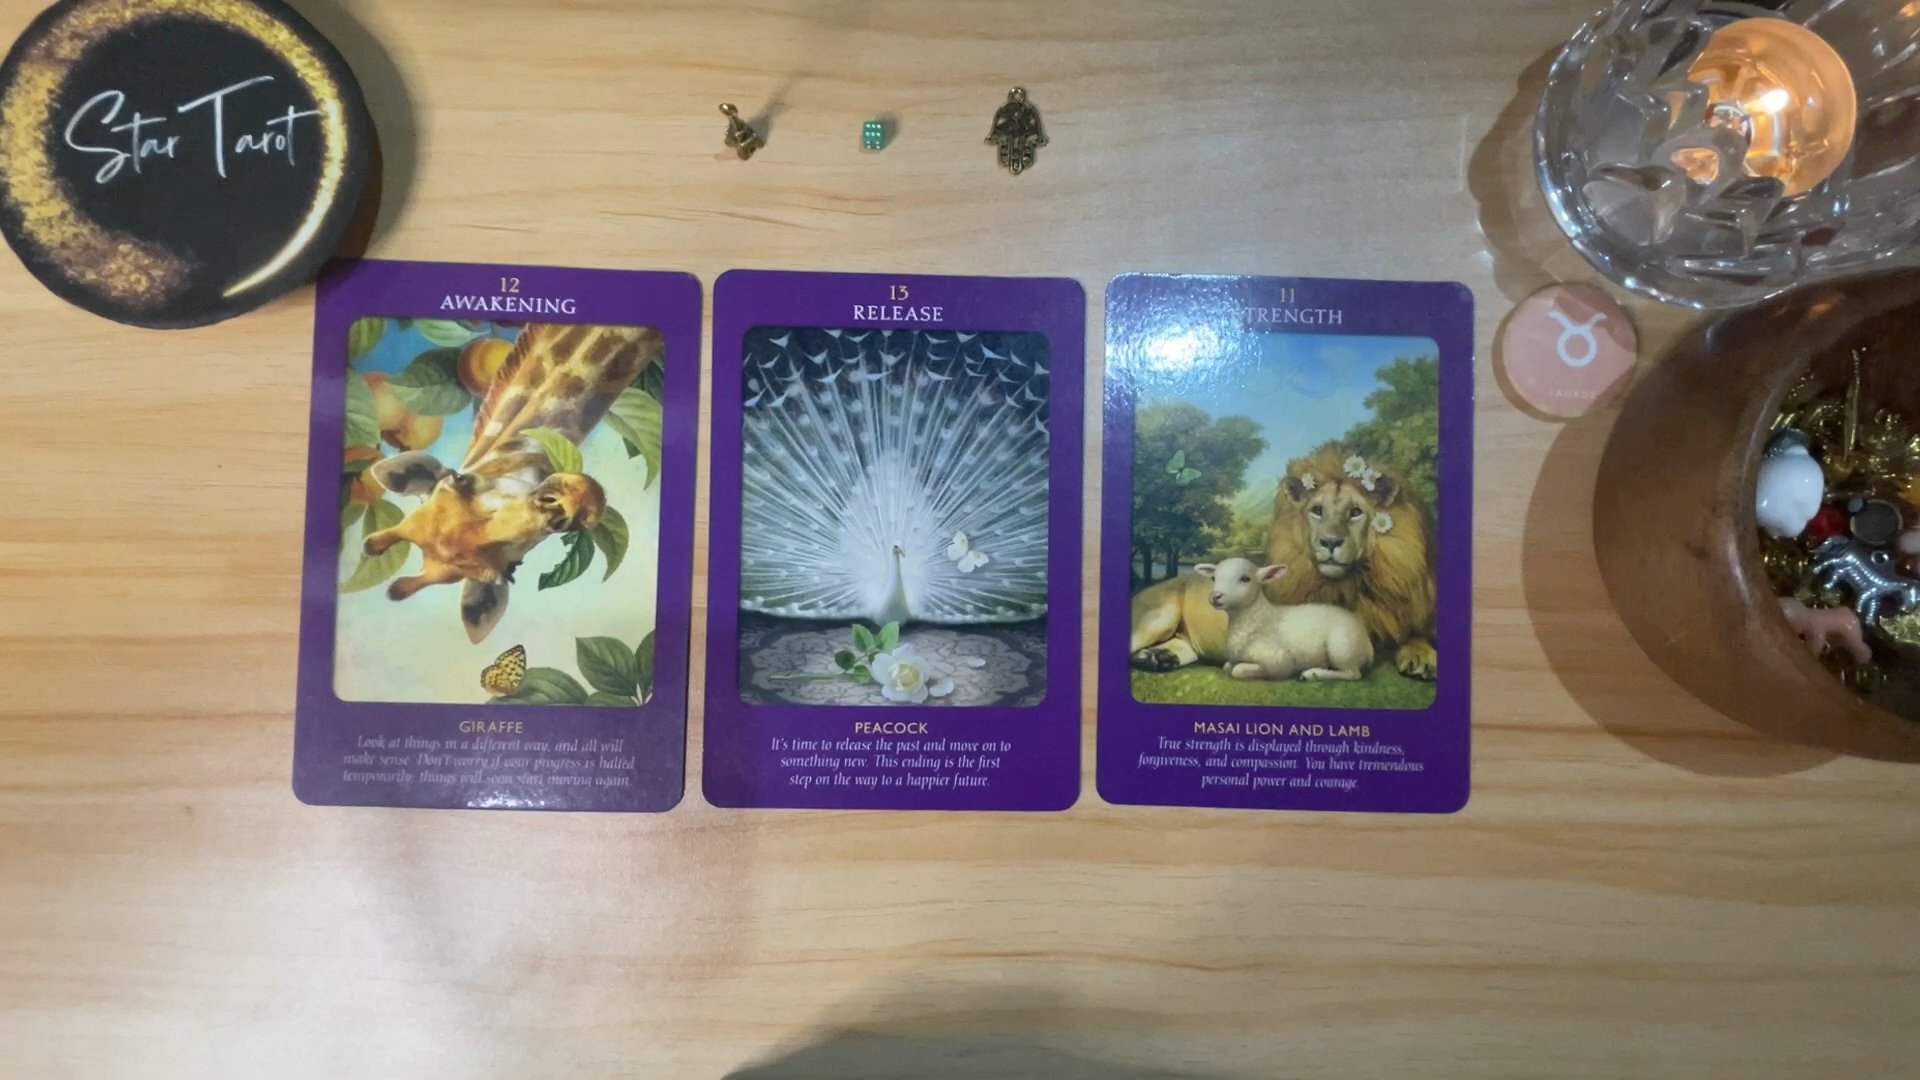 Star Tarot
12
AWAKENING
GIRAFFE
Look at things in a different way, and all will
make sense. Don't worry if your progress is halted
temporarily; things will soon start moving again.
13
RELEASE
PEACOCK
It's time to release the past and move on to
something new. This ending is the first
step on the way to a happier future.
11
STRENGTH
MASAI LION AND LAMB
True strength is displayed through kindness,
forgiveness, and compassion. You have tremendous
personal power and courage.
TAURUS